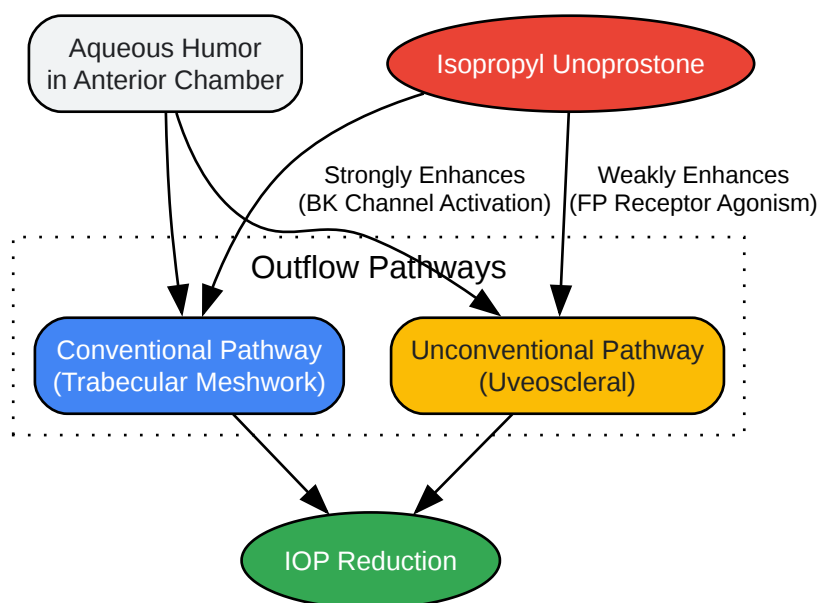 Aqueous Humor
in Anterior Chamber
Isopropyl Unoprostone
Strongly Enhances
(BK Channel Activation)
Weakly Enhances
(FP Receptor Agonism)
Outflow Pathways
Conventional Pathway
(Trabecular Meshwork)
Unconventional Pathway
(Uveoscleral)
IOP Reduction